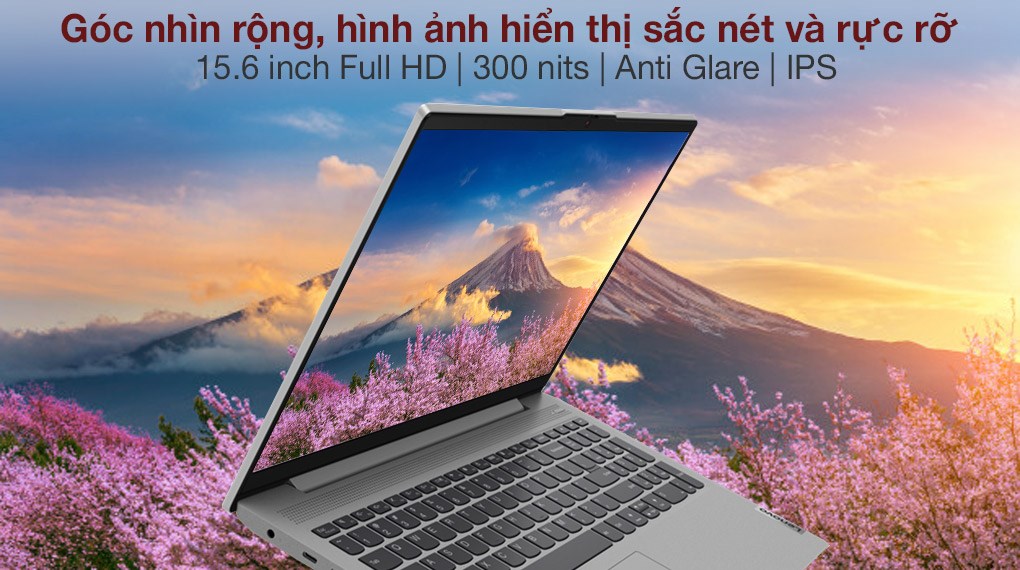 Góc nhìn rộng, hình ảnh hiển thị sắc nét và rực rỡ
15.6 inch Full HD | 300 nits | Anti Glare | IPS